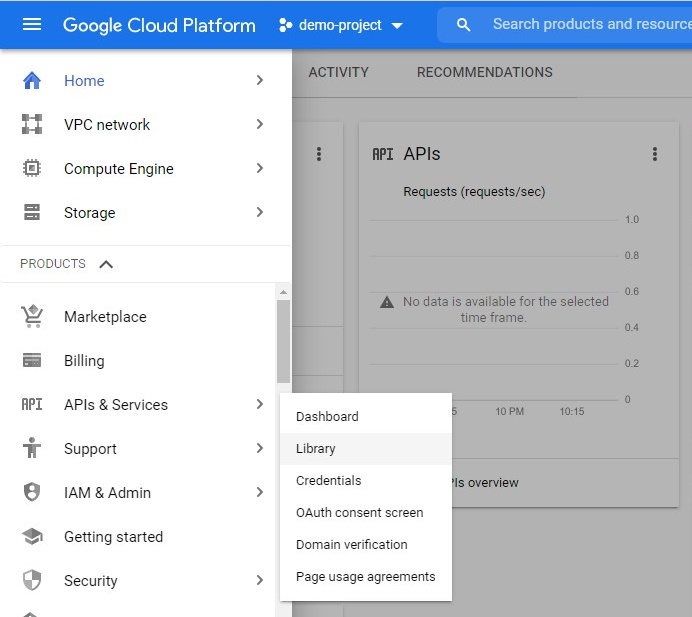 Google Cloud Platform
demo-project
Search products and resource
Home
VPC network
Compute Engine
Storage
PRODUCTS
Marketplace
Billing
API APIs & Services
Support
IAM & Admin
Getting started
Security
Dashboard
Library
Credentials
OAuth consent screen
Domain verification
Page usage agreements
ACTIVITY
RECOMMENDATIONS
API APIs
Requests (requests/sec)
1.0
0.8
0.6
0.4
0.2
0
No data is available for the selected
time frame.
5
10 PM
10:15
PIs overview